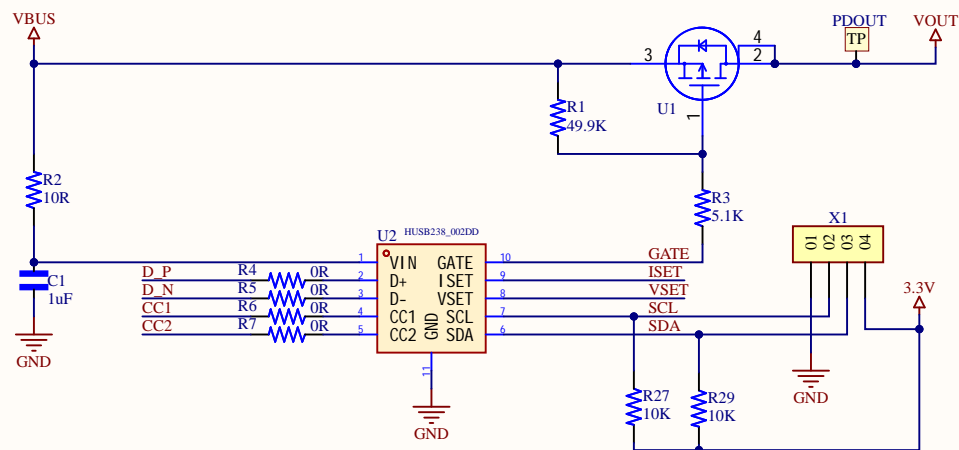 VBUS
PDOUT
VOUT
TP
3
4
2
U1
1
R1
49.9K
R2
10R
R3
5.1K
X1
01
02
03
04
U2
HUSB238_002DD
1
VIN
GATE
10
GATE
D_P
R4
0R
2
D+
ISET
9
ISET
D_N
R5
0R
3
D-
VSET
8
VSET
CC1
R6
0R
4
CC1
SCL
7
SCL
CC2
R7
0R
5
CC2
SDA
6
SDA
GND
11
GND
C1
1uF
GND
3.3V
GND
R27
10K
R29
10K